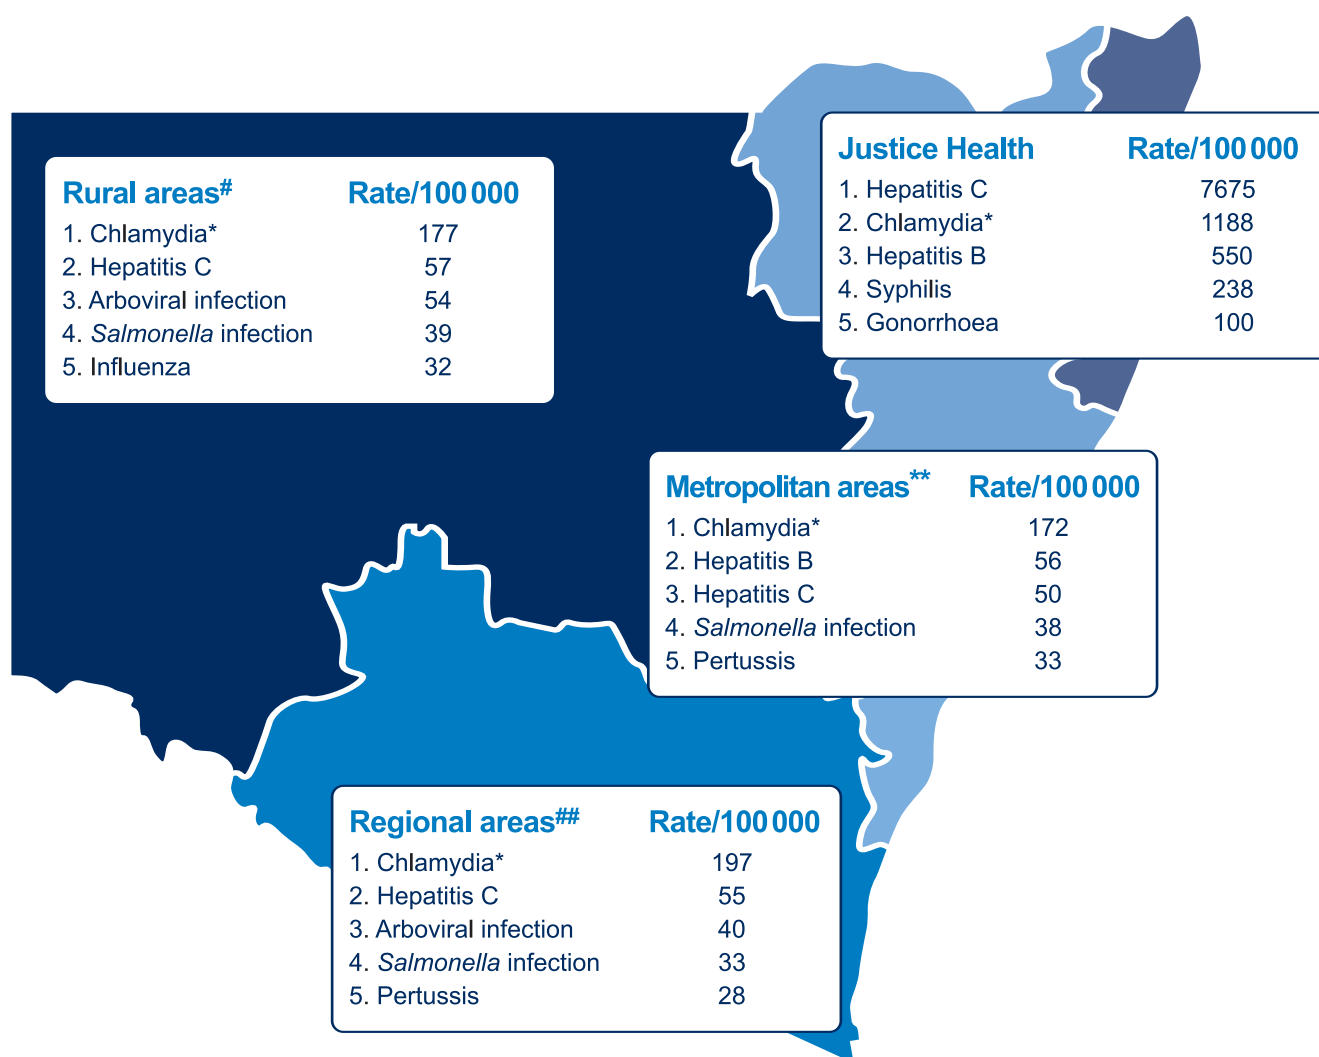 Justice Health Rate/100 000
1. Hepatitis C 7675
2. Chlamydia* 1188
3. Hepatitis B 550
4. Syphilis 238
5. Gonorrhoea 100
Rural areas# Rate/100 000
1. Chlamydia* 177
2. Hepatitis C 57
3. Arboviral infection 54
4. Salmonella infection 39
5. Influenza 32
Metropolitan areas** Rate/100 000
1. Chlamydia* 172
2. Hepatitis B 56
3. Hepatitis C 50
4. Salmonella infection 38
5. Pertussis 33
Regional areas## Rate/100 000
1. Chlamydia* 197
2. Hepatitis C 55
3. Arboviral infection 40
4. Salmonella infection 33
5. Pertussis 28